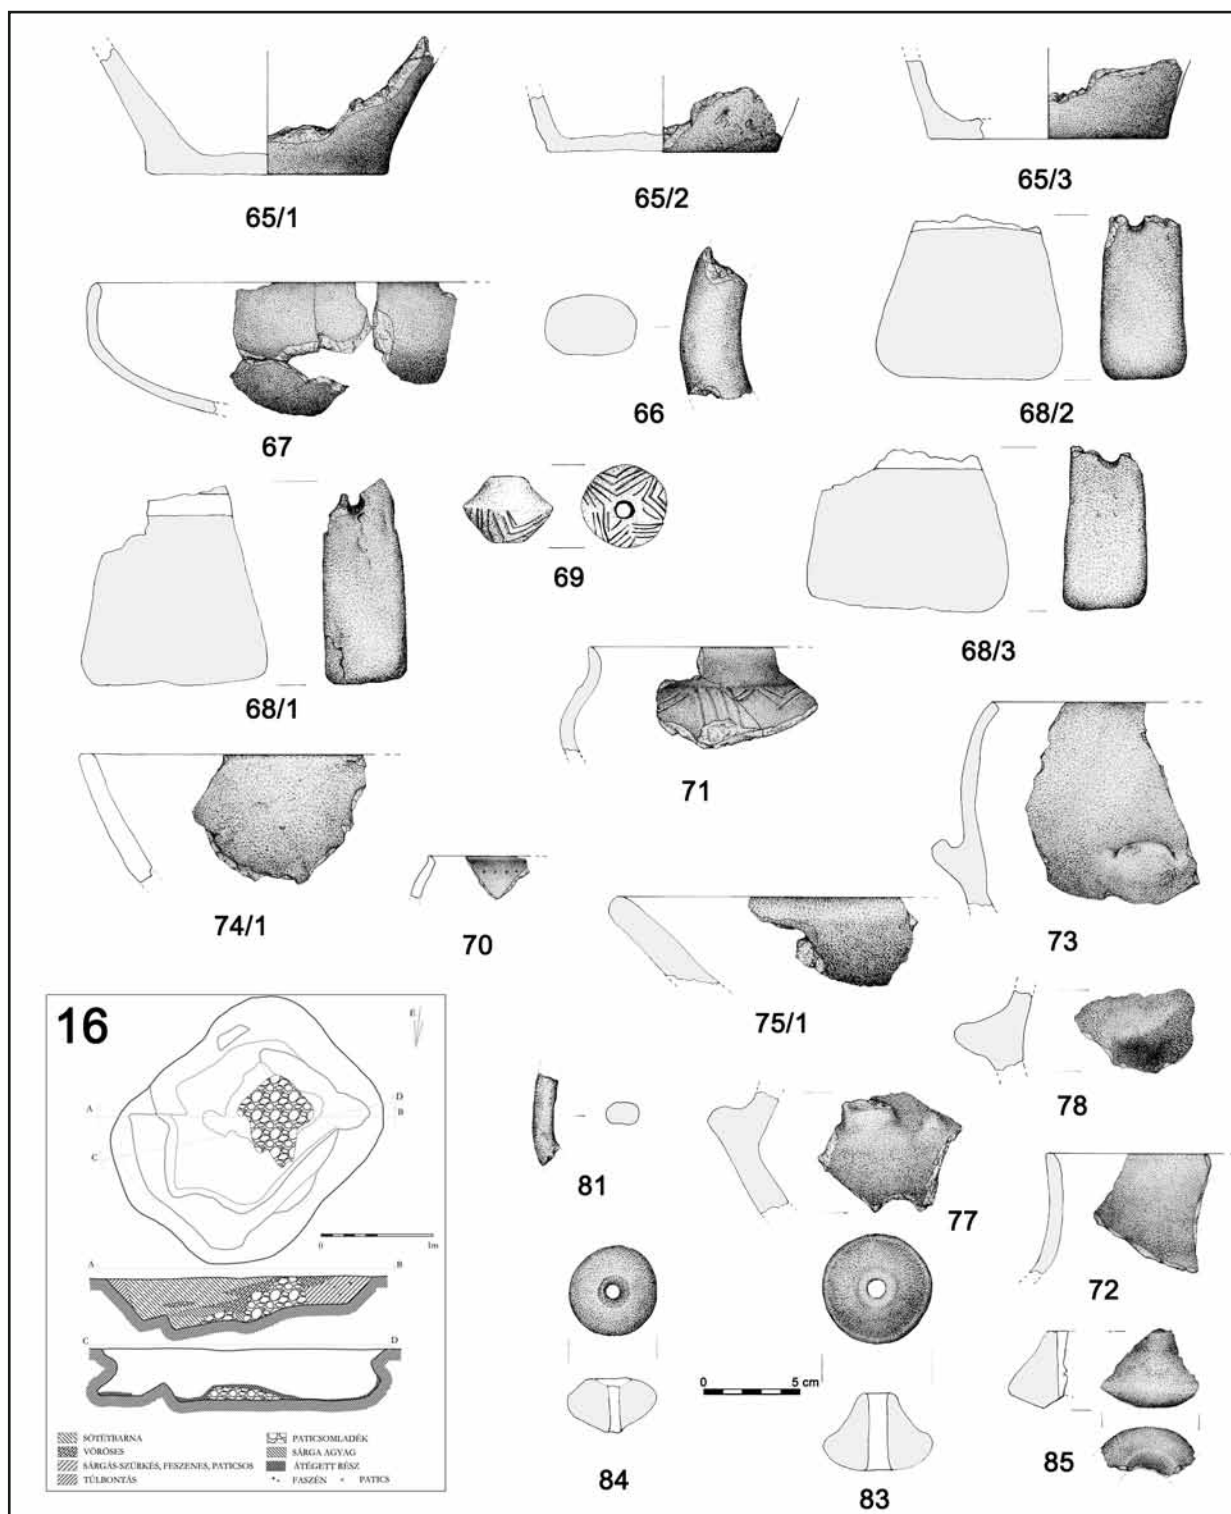 65/1
65/2
65/3
67
66
68/2
69
68/1
68/3
71
74/1
70
73
75/1
16
É
A
D
B
C
0 1m
A B
C D
SÖTÉTBARNA
VÖRÖSES
SÁRGÁS-SZÜRKÉS, FESZENES, PATICSOS
TÚLBONTÁS
PATICSOMLADÉK
SÁRGA AGYAG
ÁTÉGETT RÉSZ
FASZÉN PATICS
78
81
77
72
0 5 cm
84
83
85